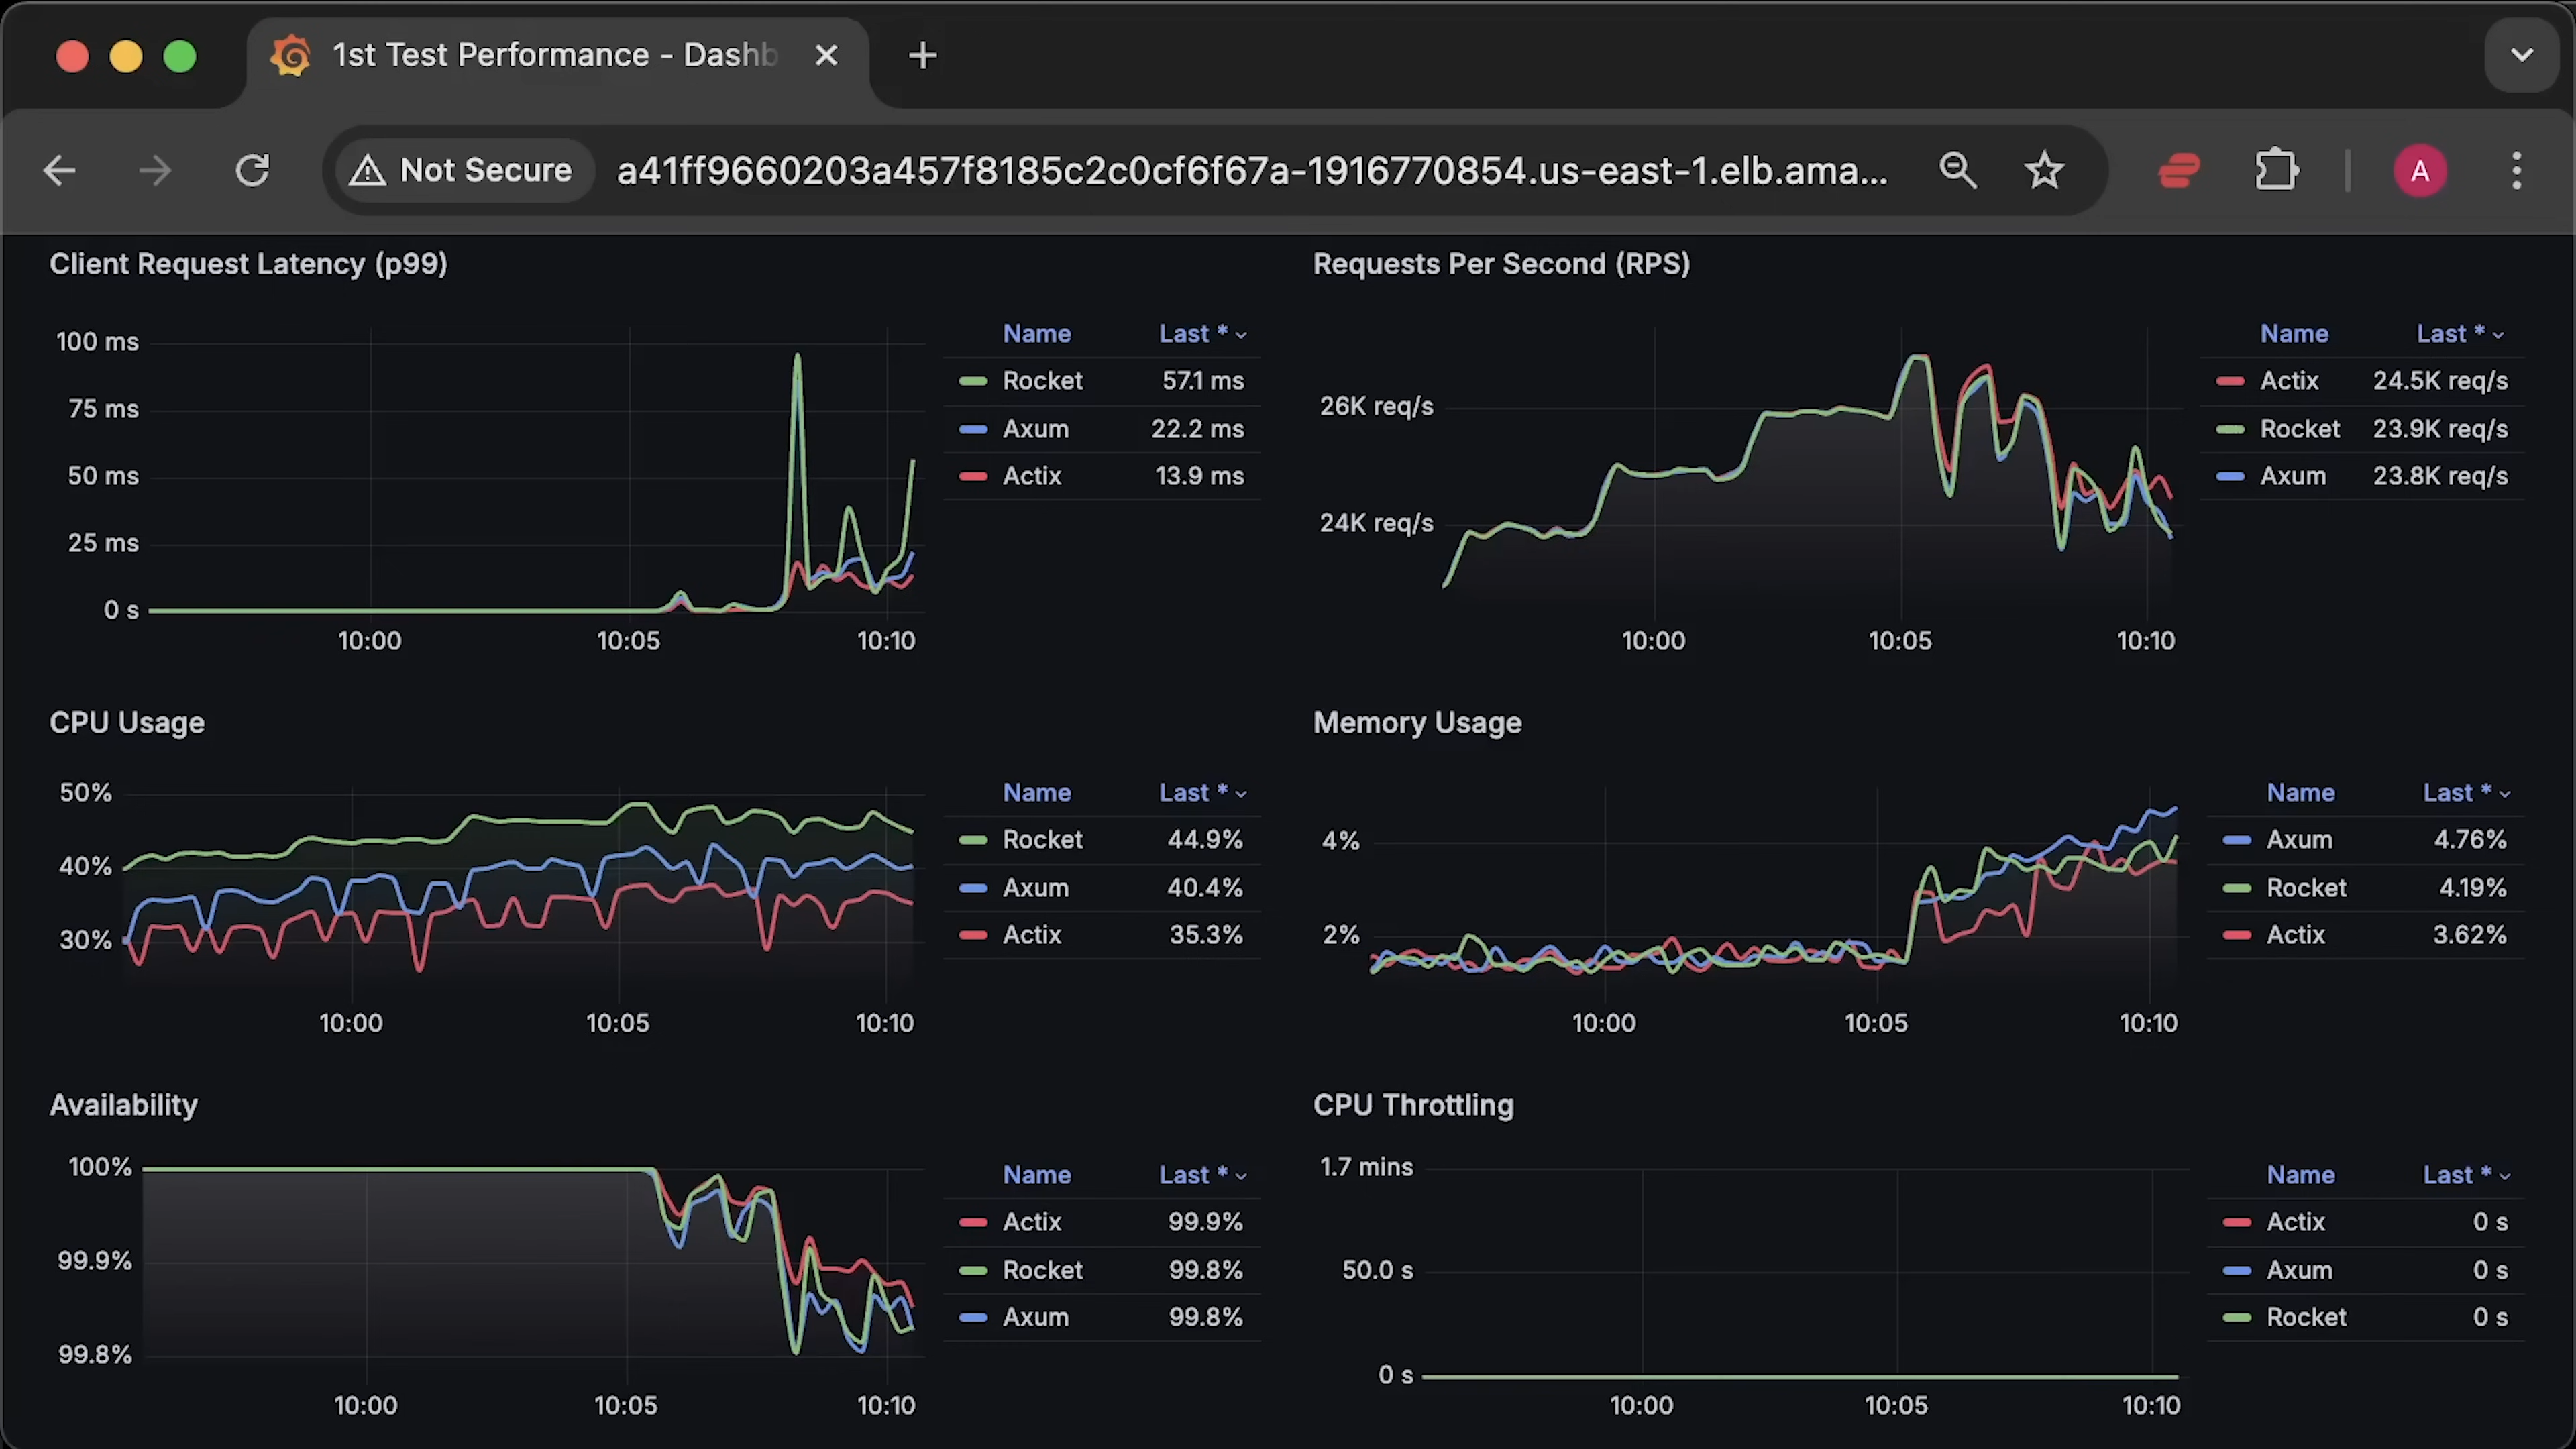 1st Test Performance - Dashb
Not Secure
a41ff9660203a457f8185c2c0cf6f67a-1916770854.us-east-1.elb.ama...
A
Client Request Latency (p99)
100 ms
75 ms
50 ms
25 ms
0 s
10:00 10:05 10:10
Name Last *
Rocket 57.1 ms
Axum 22.2 ms
Actix 13.9 ms
Requests Per Second (RPS)
26K req/s
24K req/s
10:00 10:05 10:10
Name Last *
Actix 24.5K req/s
Rocket 23.9K req/s
Axum 23.8K req/s
CPU Usage
50%
40%
30%
10:00 10:05 10:10
Name Last *
Rocket 44.9%
Axum 40.4%
Actix 35.3%
Memory Usage
4%
2%
10:00 10:05 10:10
Name Last *
Axum 4.76%
Rocket 4.19%
Actix 3.62%
Availability
100%
99.9%
99.8%
10:00 10:05 10:10
Name Last *
Actix 99.9%
Rocket 99.8%
Axum 99.8%
CPU Throttling
1.7 mins
50.0 s
0 s
10:00 10:05 10:10
Name Last *
Actix 0 s
Axum 0 s
Rocket 0 s